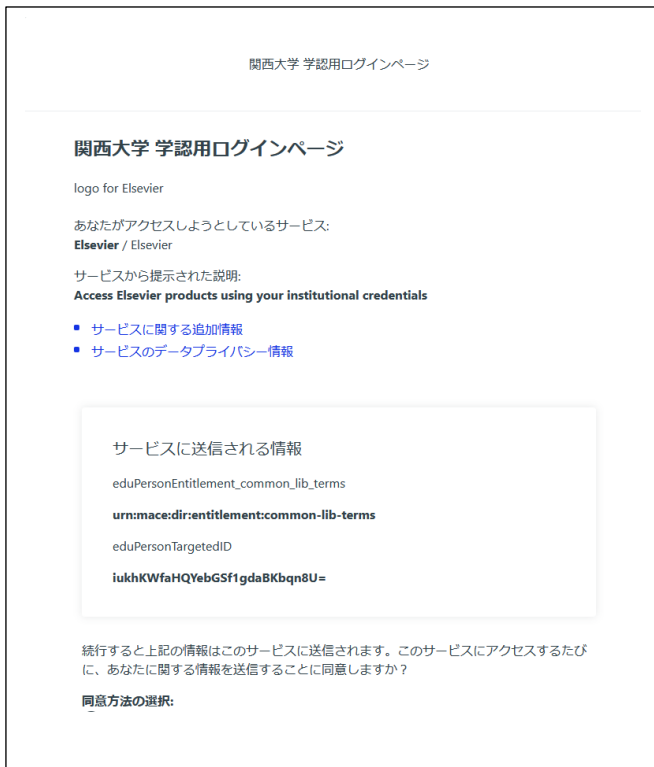 関西大学 学認用ログインページ
関西大学 学認用ログインページ
logo for Elsevier
あなたがアクセスしようとしているサービス:
Elsevier / Elsevier
サービスから提示された説明:
Access Elsevier products using your institutional credentials
サービスに関する追加情報
サービスのデータプライバシー情報
サービスに送信される情報
eduPersonEntitlement_common_lib_terms
urn:mace:dir:entitlement:common-lib-terms
eduPersonTargetedID
iukhKWfaHQYebGSf1gdaBKbqn8U=
続行すると上記の情報はこのサービスに送信されます。このサービスにアクセスするたび
に、あなたに関する情報を送信することに同意しますか？
同意方法の選択: